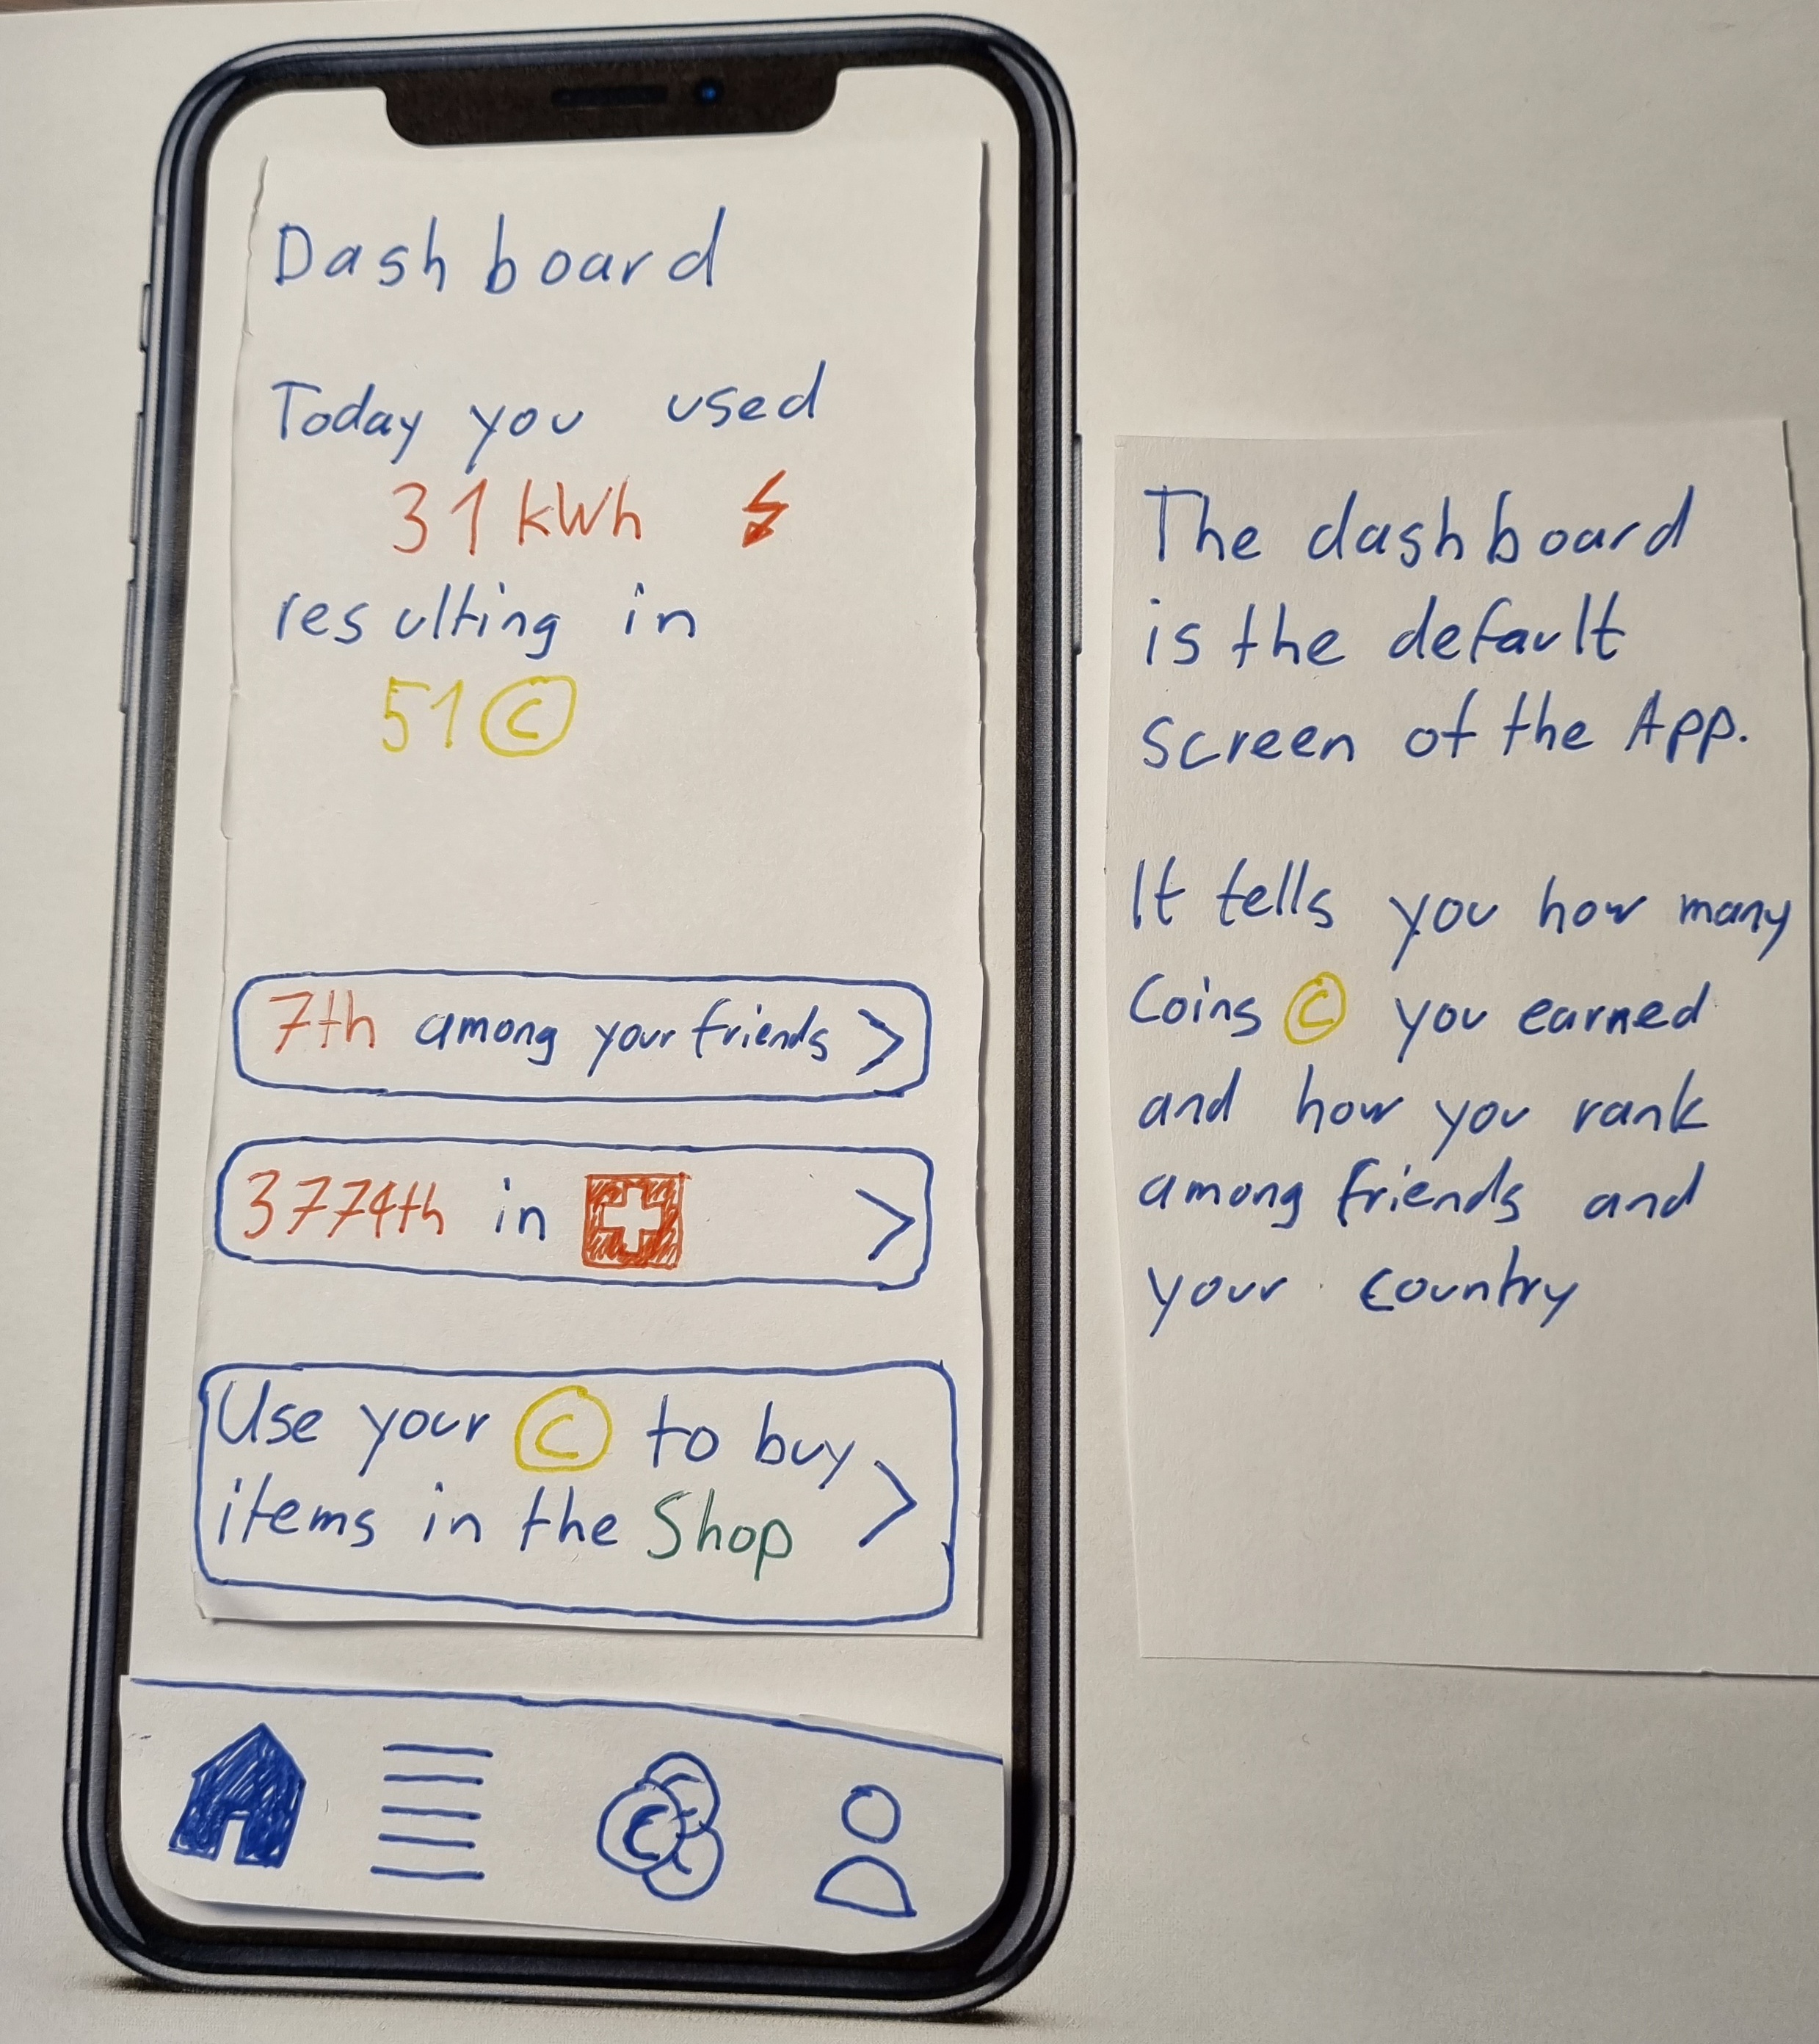 Dashboard
Today you used
31 kWh
resulting in
51 C
7th among your friends >
3774th in >
Use your C to buy
items in the Shop >
C
The dashboard
is the default
screen of the App.
It tells you how many
Coins C you earned
and how you rank
among friends and
your country